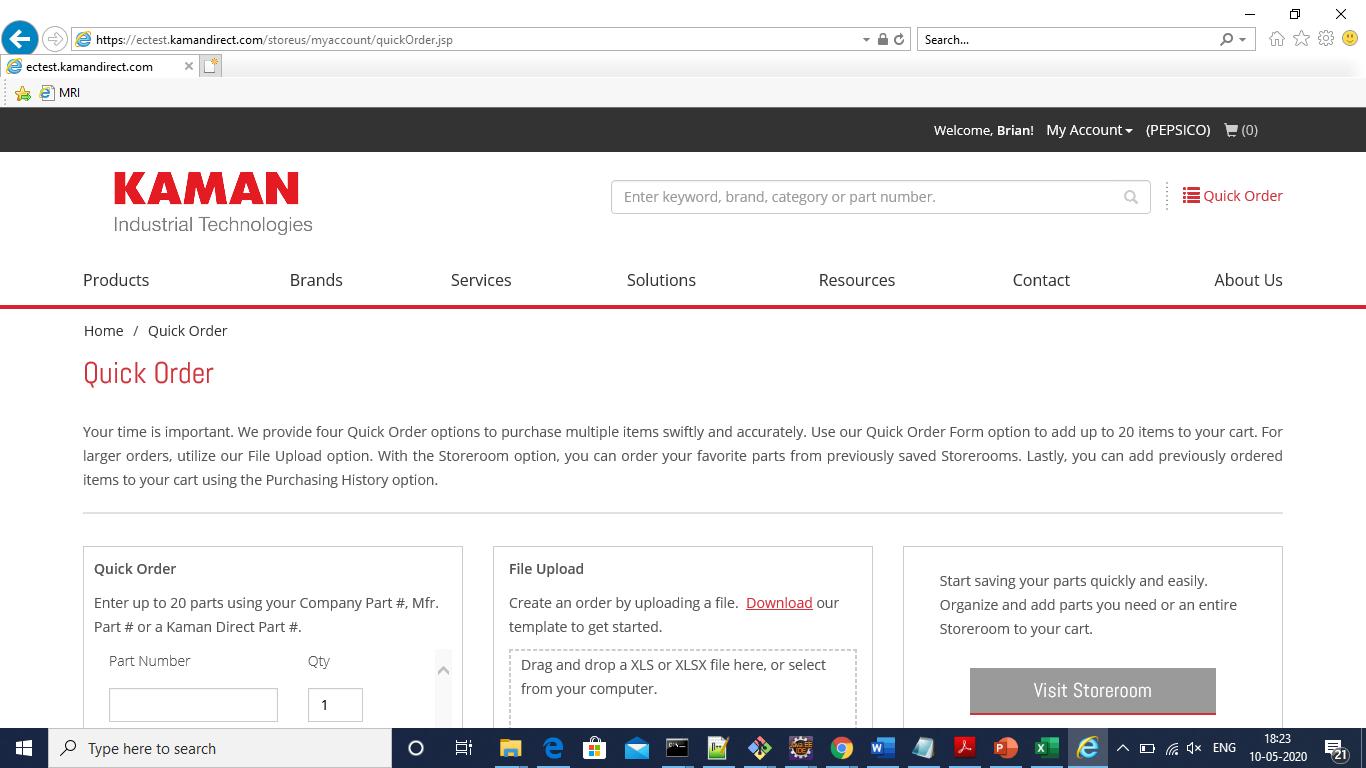 https://ectest.kamandirect.com/storeus/myaccount/quickOrder.jsp
Search...
ectest.kamandirect.com
MRI
Welcome, Brian! My Account (PEPSICO) (0)
KAMAN
Industrial Technologies
Enter keyword, brand, category or part number.
Quick Order
Products Brands Services Solutions Resources Contact About Us
Home / Quick Order
Quick Order
Your time is important. We provide four Quick Order options to purchase multiple items swiftly and accurately. Use our Quick Order Form option to add up to 20 items to your cart. For
larger orders, utilize our File Upload option. With the Storeroom option, you can order your favorite parts from previously saved Storerooms. Lastly, you can add previously ordered
items to your cart using the Purchasing History option.
Quick Order
Enter up to 20 parts using your Company Part #, Mfr.
Part # or a Kaman Direct Part #.
Part Number Qty
1
File Upload
Create an order by uploading a file. Download our
template to get started.
Drag and drop a XLS or XLSX file here, or select
from your computer.
Start saving your parts quickly and easily.
Organize and add parts you need or an entire
Storeroom to your cart.
Visit Storeroom
Type here to search
ENG
18:23
10-05-2020
21